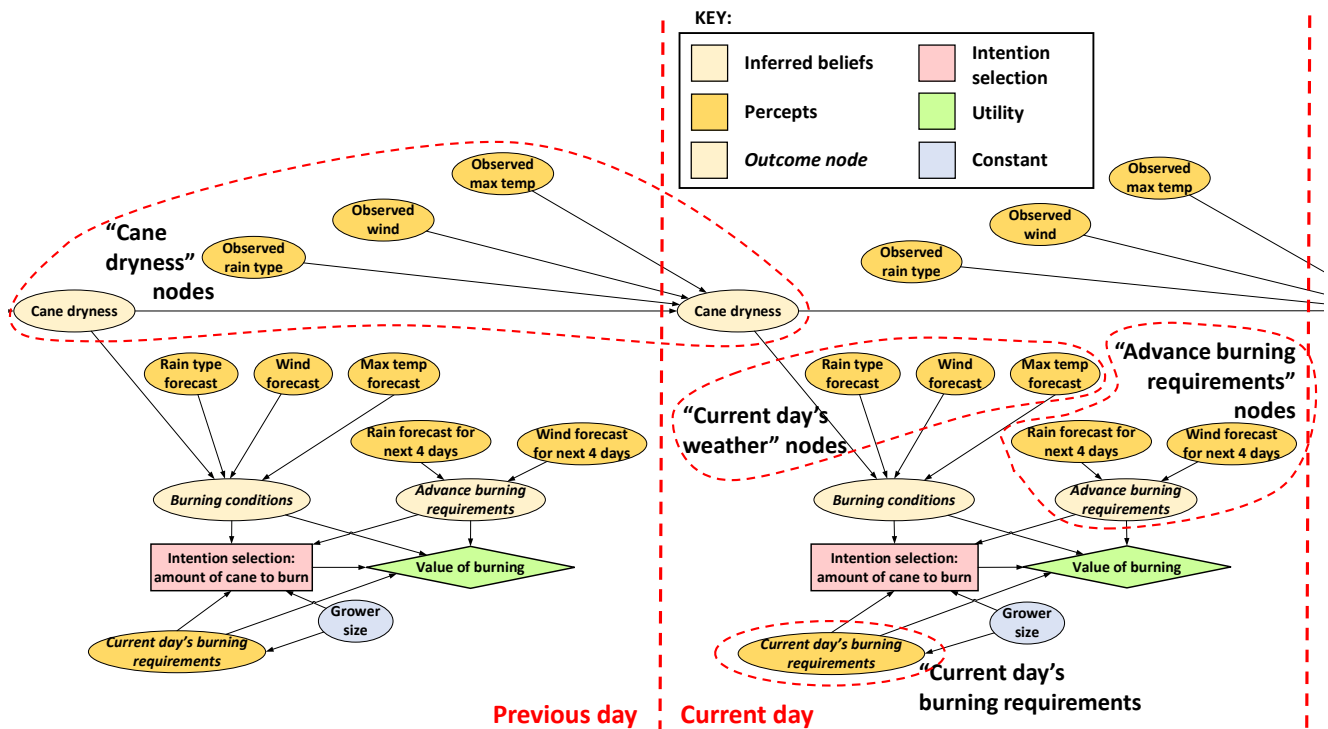 KEY:
Inferred beliefs
Intention
selection
Percepts
Utility
Outcome node
Constant
Observed
max temp
Observed
wind
Observed
rain type
“Cane
dryness”
nodes
Cane dryness
Rain type
forecast
Wind
forecast
Max temp
forecast
Rain forecast for
next 4 days
Wind forecast
for next 4 days
Burning conditions
Advance burning
requirements
Intention selection:
amount of cane to burn
Value of burning
Grower
size
Current day’s burning
requirements
Previous day
Observed
max temp
Observed
wind
Observed
rain type
Cane dryness
Rain type
forecast
Wind
forecast
Max temp
forecast
“Advance burning
requirements”
nodes
“Current day’s
weather” nodes
Rain forecast for
next 4 days
Wind forecast
for next 4 days
Burning conditions
Advance burning
requirements
Intention selection:
amount of cane to burn
Value of burning
Grower
size
Current day’s burning
requirements
“Current day’s
burning requirements
Current day